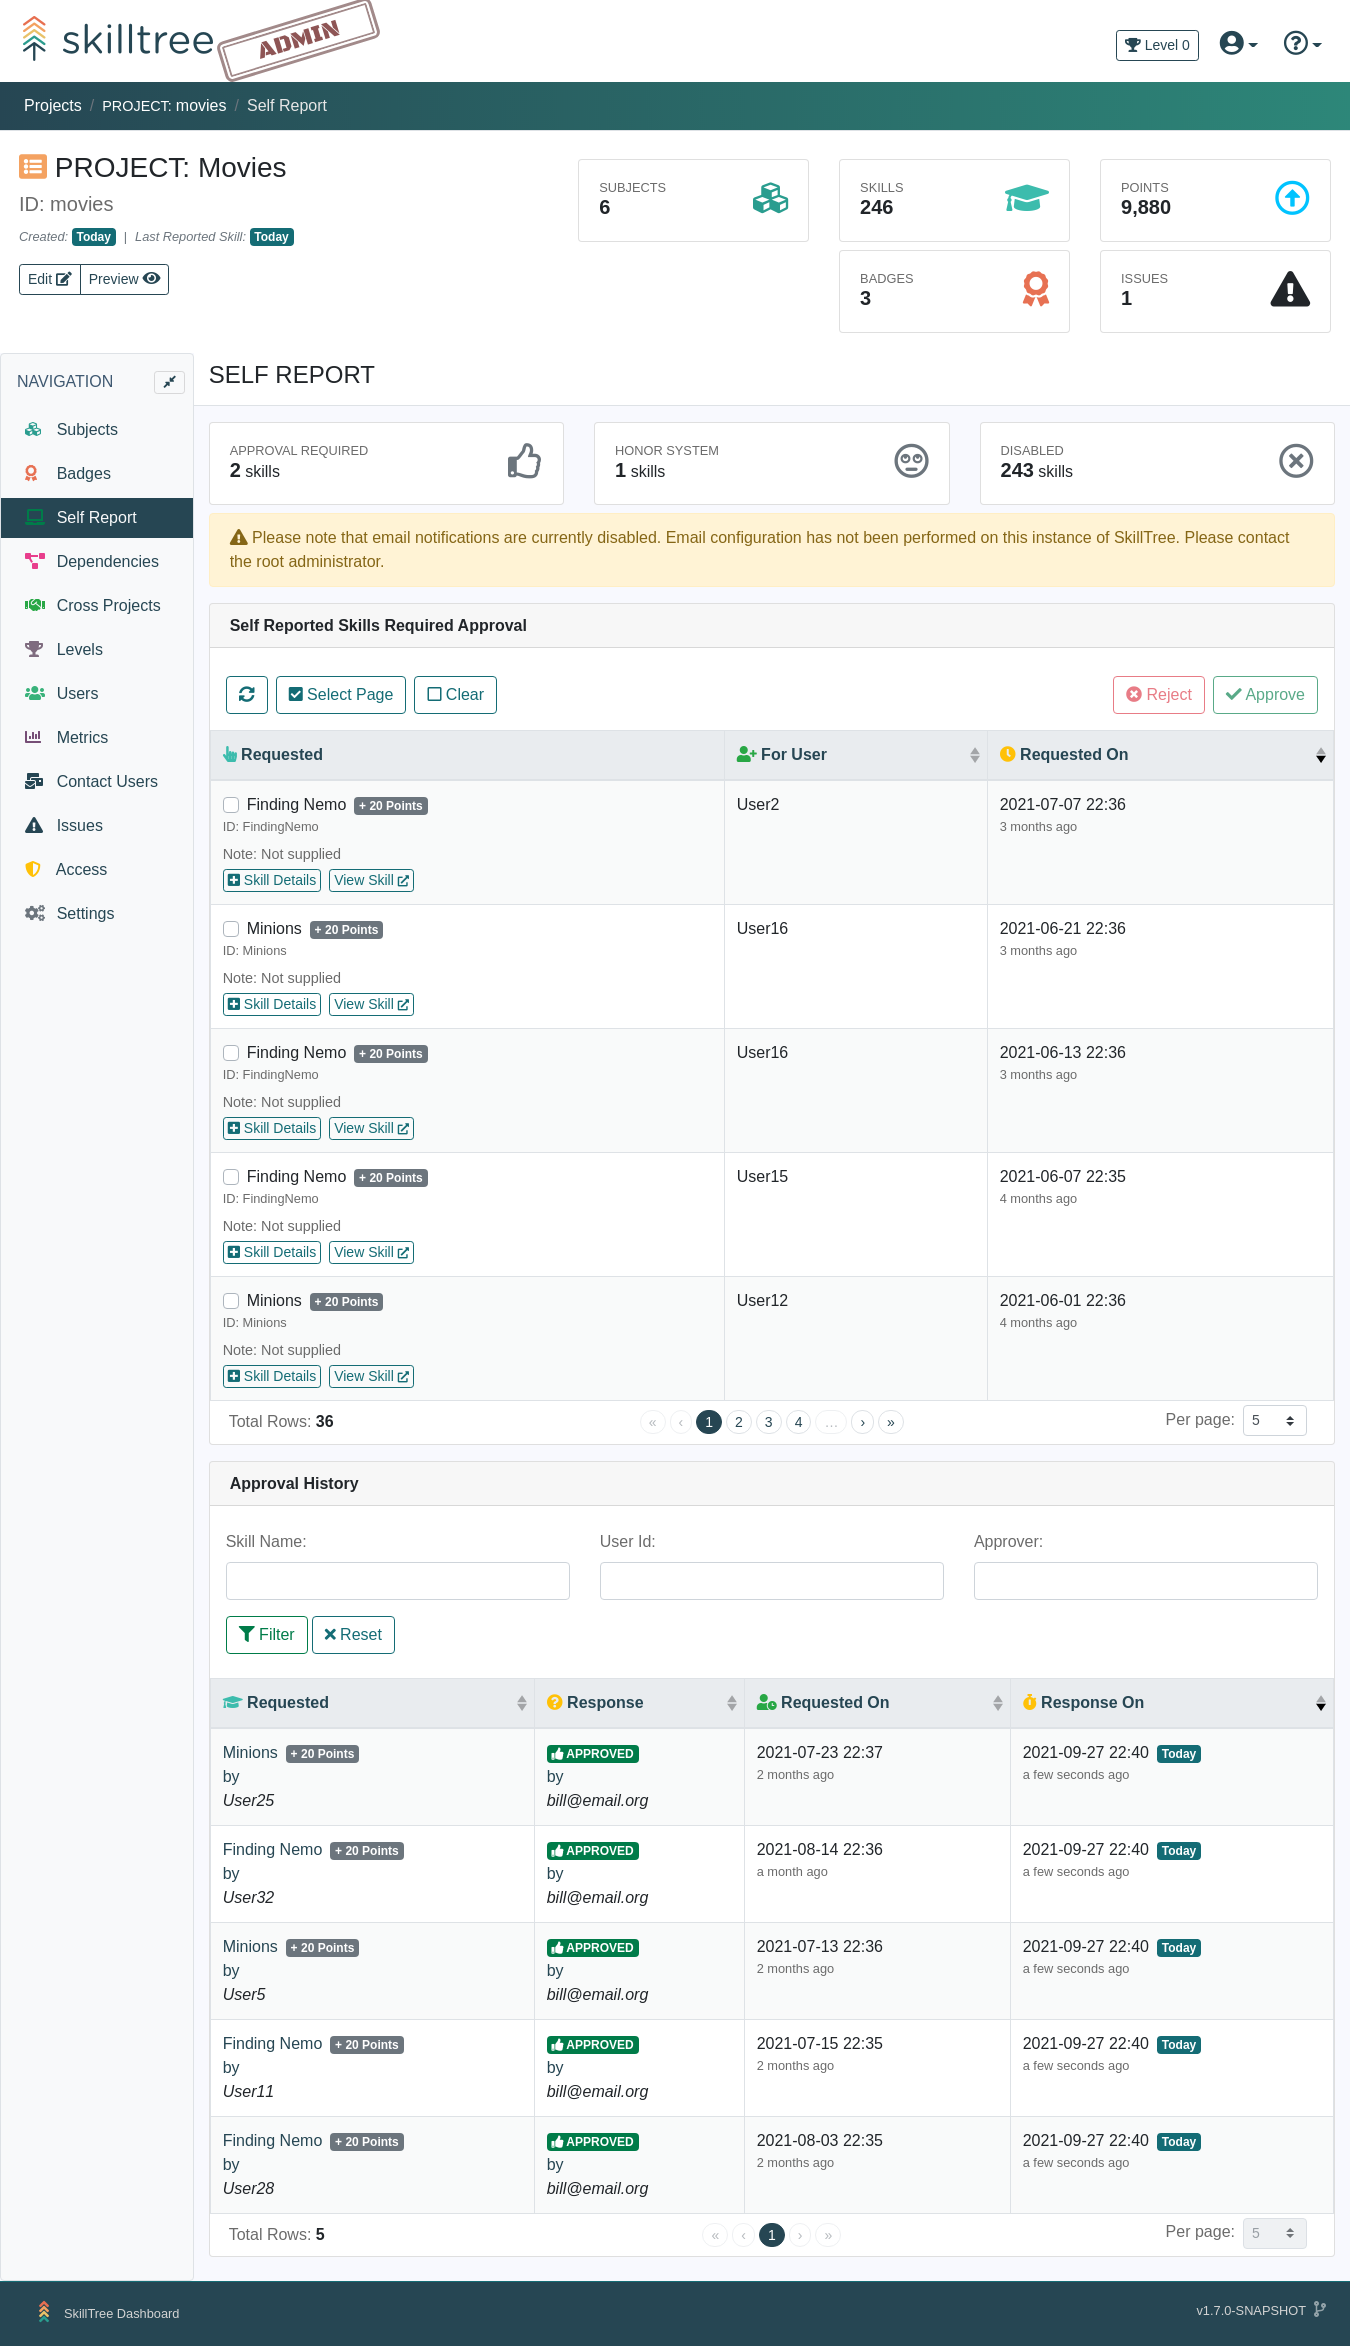 skilltree ADMIN
Level 0
Projects / PROJECT: movies / Self Report
PROJECT: Movies
ID: movies
Created: Today | Last Reported Skill: Today
Edit Preview
SUBJECTS
6
SKILLS
246
POINTS
9,880
BADGES
3
ISSUES
1
NAVIGATION
Subjects
Badges
Self Report
Dependencies
Cross Projects
Levels
Users
Metrics
Contact Users
Issues
Access
Settings
SELF REPORT
APPROVAL REQUIRED
2 skills
HONOR SYSTEM
1 skills
DISABLED
243 skills
Please note that email notifications are currently disabled. Email configuration has not been performed on this instance of SkillTree. Please contact
the root administrator.
Self Reported Skills Required Approval
Select Page Clear Reject Approve
Requested For User Requested On
Finding Nemo + 20 Points User2 2021-07-07 22:36
ID: FindingNemo 3 months ago
Note: Not supplied
Skill Details View Skill
Minions + 20 Points User16 2021-06-21 22:36
ID: Minions 3 months ago
Note: Not supplied
Skill Details View Skill
Finding Nemo + 20 Points User16 2021-06-13 22:36
ID: FindingNemo 3 months ago
Note: Not supplied
Skill Details View Skill
Finding Nemo + 20 Points User15 2021-06-07 22:35
ID: FindingNemo 4 months ago
Note: Not supplied
Skill Details View Skill
Minions + 20 Points User12 2021-06-01 22:36
ID: Minions 4 months ago
Note: Not supplied
Skill Details View Skill
Total Rows: 36 « ‹ 1 2 3 4 … › » Per page: 5
Approval History
Skill Name: User Id: Approver:
Filter Reset
Requested Response Requested On Response On
Minions + 20 Points APPROVED 2021-07-23 22:37 2021-09-27 22:40 Today
by by 2 months ago a few seconds ago
User25 bill@email.org
Finding Nemo + 20 Points APPROVED 2021-08-14 22:36 2021-09-27 22:40 Today
by by a month ago a few seconds ago
User32 bill@email.org
Minions + 20 Points APPROVED 2021-07-13 22:36 2021-09-27 22:40 Today
by by 2 months ago a few seconds ago
User5 bill@email.org
Finding Nemo + 20 Points APPROVED 2021-07-15 22:35 2021-09-27 22:40 Today
by by 2 months ago a few seconds ago
User11 bill@email.org
Finding Nemo + 20 Points APPROVED 2021-08-03 22:35 2021-09-27 22:40 Today
by by 2 months ago a few seconds ago
User28 bill@email.org
Total Rows: 5 « ‹ 1 › » Per page: 5
SkillTree Dashboard v1.7.0-SNAPSHOT